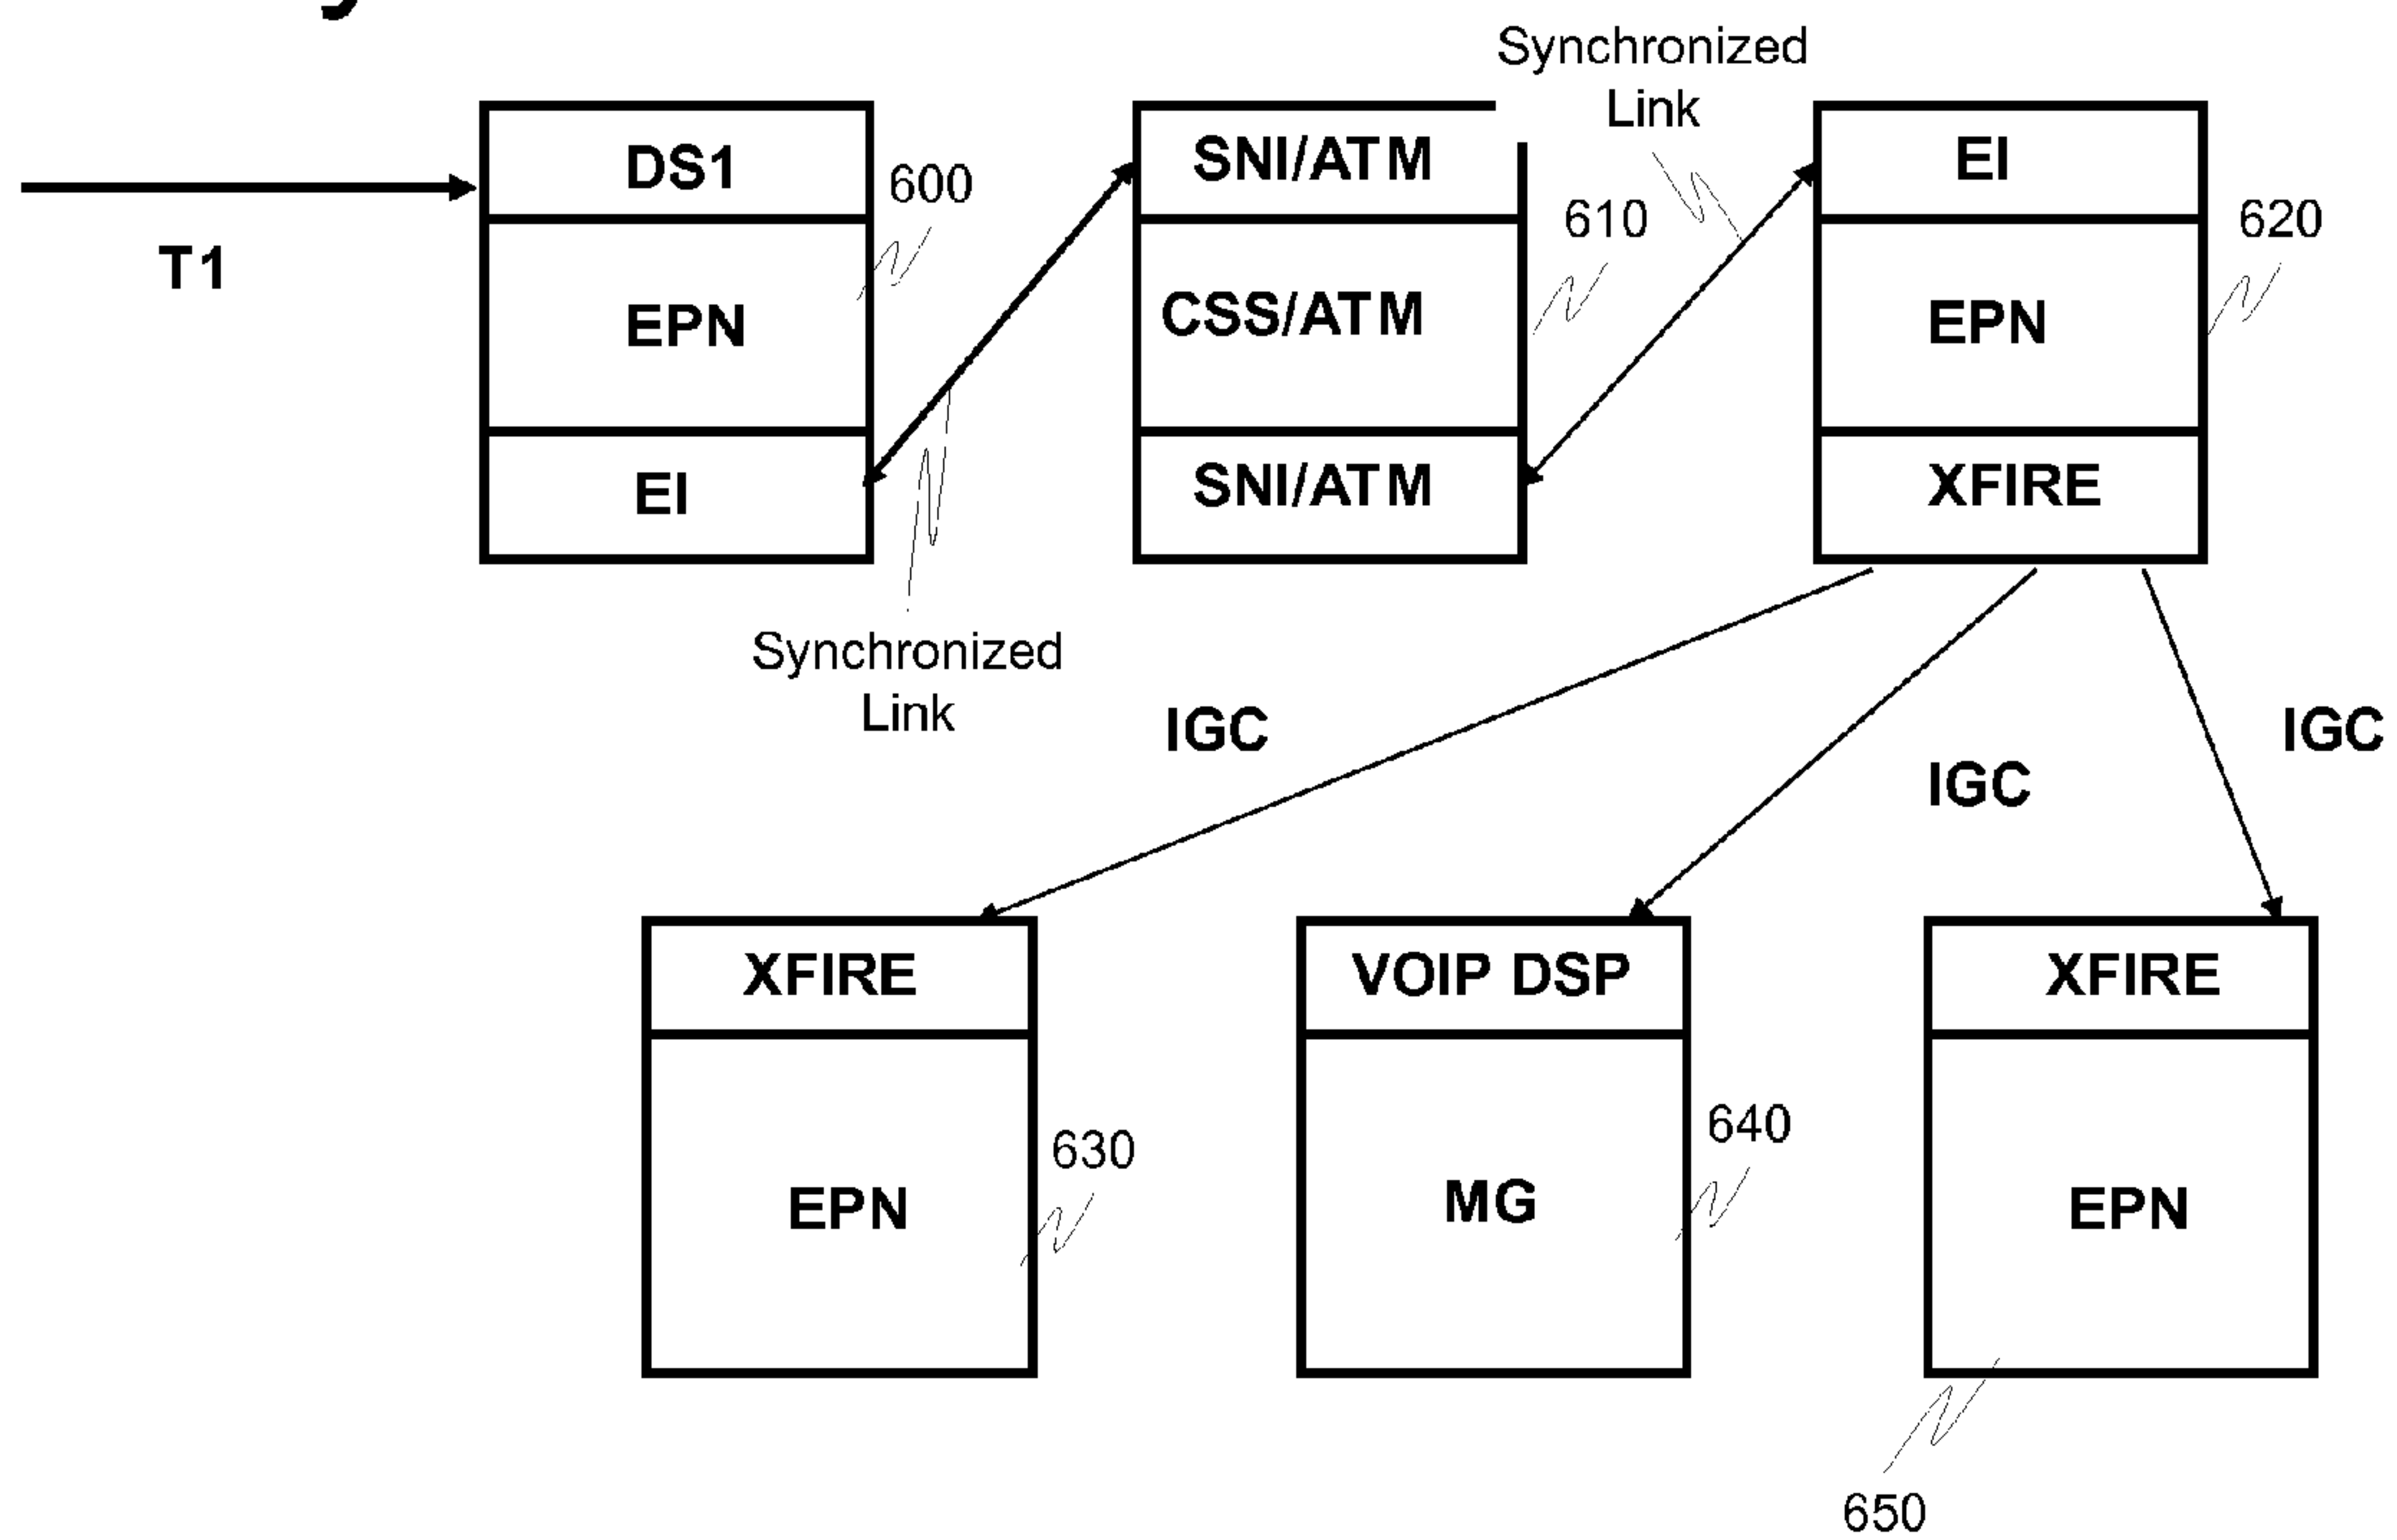 Synchronized
Link
DS1
600
SNI/ATM
EI
T1
610
620
EPN
CSS/ATM
EPN
EI
SNI/ATM
XFIRE
Synchronized
Link
IGC
IGC
IGC
XFIRE
VOIP DSP
XFIRE
630
640
EPN
MG
EPN
650